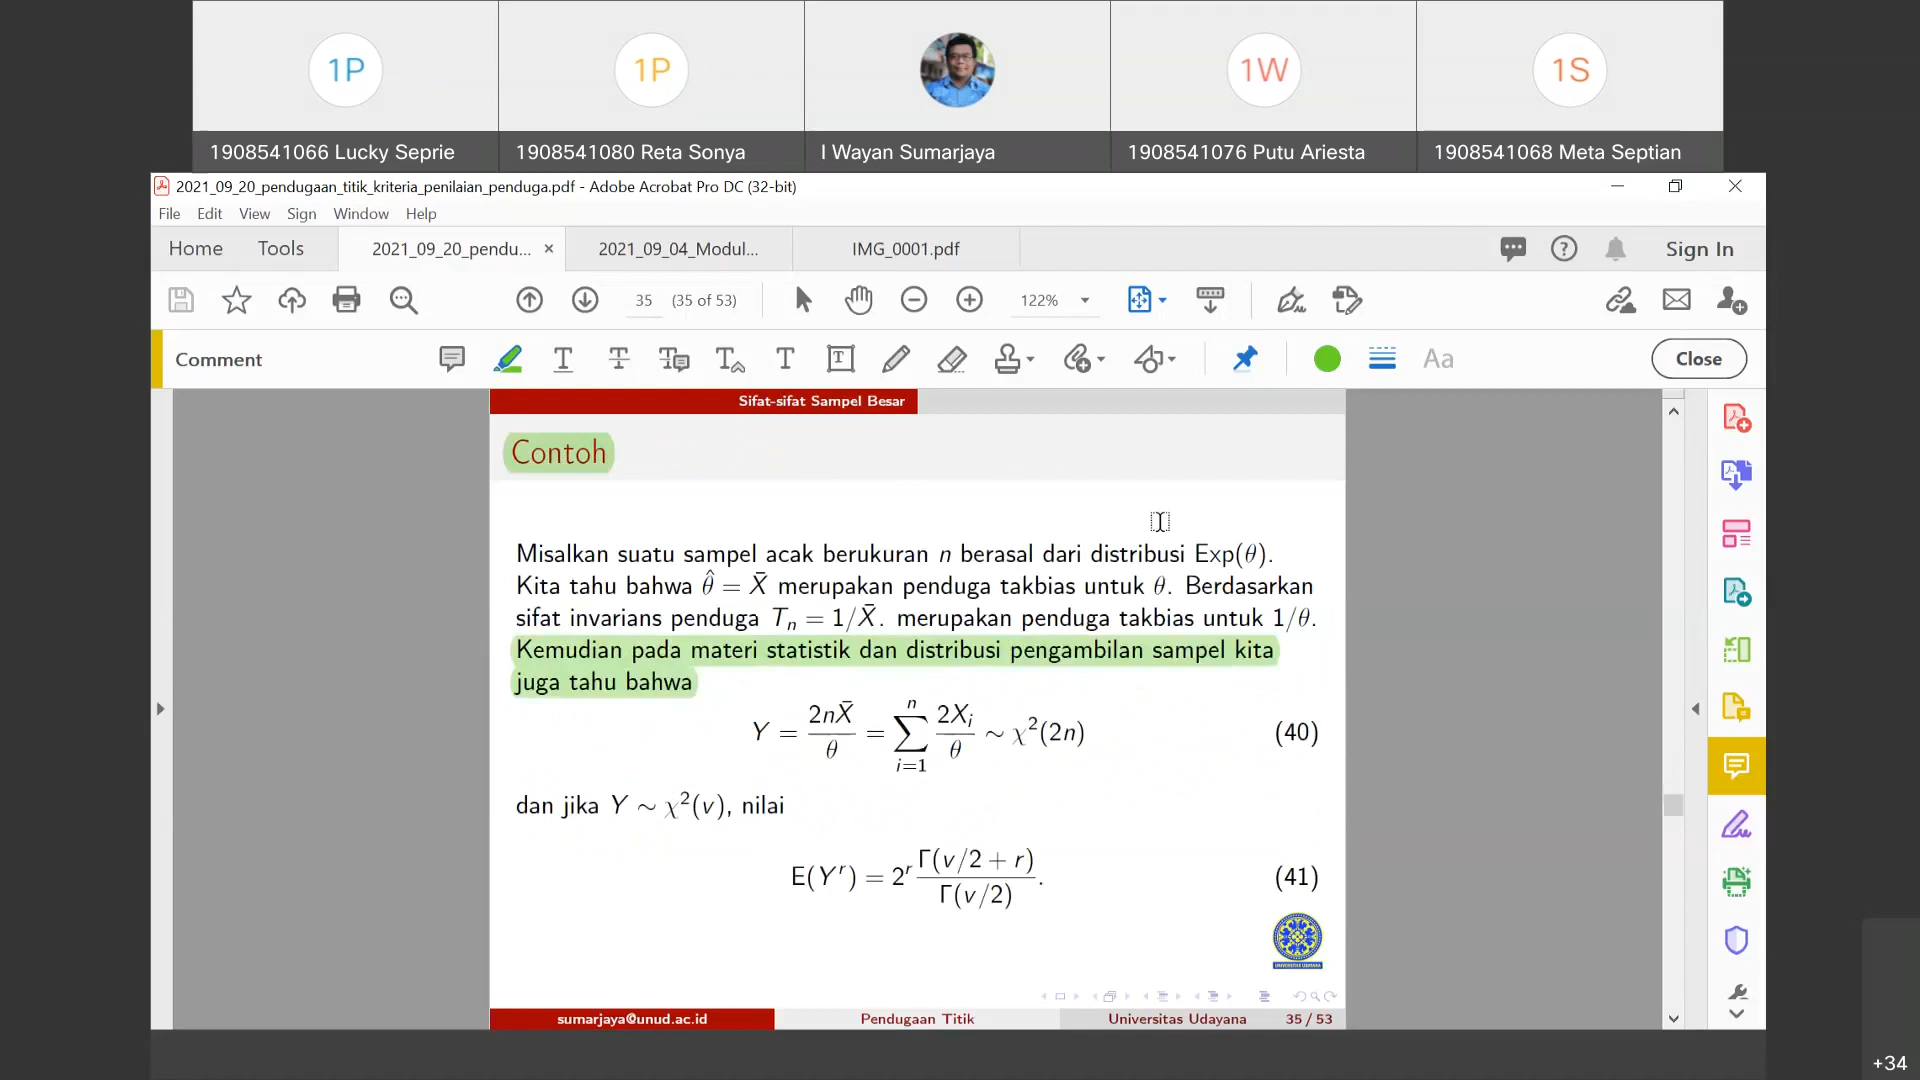 1P
1P
1W
1S
1908541066 Lucky Seprie
1908541080 Reta Sonya
I Wayan Sumarjaya
1908541076 Putu Ariesta
1908541068 Meta Septian
2021_09_20_pendugaan_titik_kriteria_penilaian_penduga.pdf - Adobe Acrobat Pro DC (32-bit)
File Edit View Sign Window Help
Home Tools 2021_09_20_pendu... × 2021_09_04_Modul... IMG_0001.pdf Sign In
35 (35 of 53) 122%
Comment Aa Close
Sifat-sifat Sampel Besar
Contoh
Misalkan suatu sampel acak berukuran n berasal dari distribusi Exp(θ).
Kita tahu bahwa θ̂ = X̄ merupakan penduga takbias untuk θ. Berdasarkan
sifat invarians penduga Tₙ = 1/X̄. merupakan penduga takbias untuk 1/θ.
Kemudian pada materi statistik dan distribusi pengambilan sampel kita
juga tahu bahwa
Y = 2nX̄/θ = ∑ᵢ₌₁ⁿ 2Xᵢ/θ ∼ χ²(2n) (40)
dan jika Y ∼ χ²(v), nilai
E(Yʳ) = 2ʳ Γ(v/2 + r)/Γ(v/2). (41)
UNIVERSITAS UDAYANA
sumarjaya@unud.ac.id Pendugaan Titik Universitas Udayana 35 / 53
+34